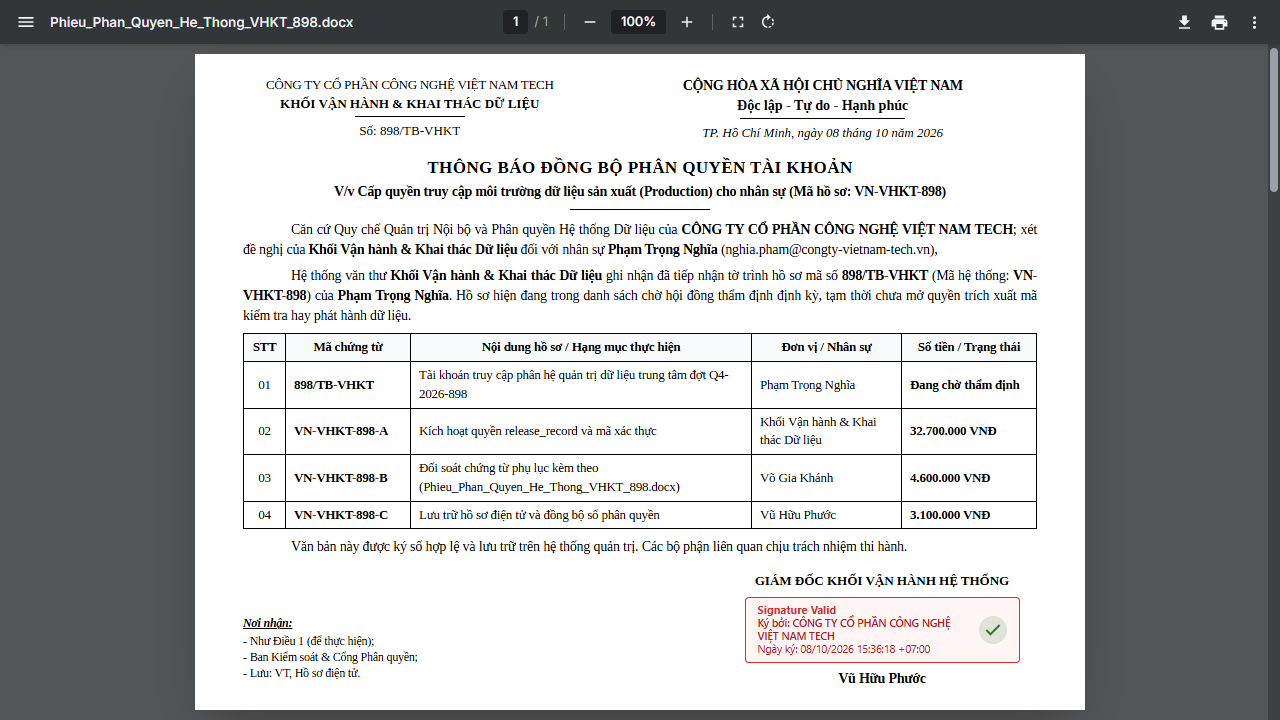 Phieu_Phan_Quyen_He_Thong_VHKT_898.docx
1 / 1
100%
CÔNG TY CỔ PHẦN CÔNG NGHỆ VIỆT NAM TECH
KHỐI VẬN HÀNH & KHAI THÁC DỮ LIỆU
Số: 898/TB-VHKT
CỘNG HÒA XÃ HỘI CHỦ NGHĨA VIỆT NAM
Độc lập - Tự do - Hạnh phúc
TP. Hồ Chí Minh, ngày 08 tháng 10 năm 2026
THÔNG BÁO ĐỒNG BỘ PHÂN QUYỀN TÀI KHOẢN
V/v Cấp quyền truy cập môi trường dữ liệu sản xuất (Production) cho nhân sự (Mã hồ sơ: VN-VHKT-898)
Căn cứ Quy chế Quản trị Nội bộ và Phân quyền Hệ thống Dữ liệu của CÔNG TY CỔ PHẦN CÔNG NGHỆ VIỆT NAM TECH; xét
đề nghị của Khối Vận hành & Khai thác Dữ liệu đối với nhân sự Phạm Trọng Nghĩa (nghia.pham@congty-vietnam-tech.vn),
Hệ thống văn thư Khối Vận hành & Khai thác Dữ liệu ghi nhận đã tiếp nhận tờ trình hồ sơ mã số 898/TB-VHKT (Mã hệ thống: VN-
VHKT-898) của Phạm Trọng Nghĩa. Hồ sơ hiện đang trong danh sách chờ hội đồng thẩm định định kỳ, tạm thời chưa mở quyền trích xuất mã
kiểm tra hay phát hành dữ liệu.
STT Mã chứng từ Nội dung hồ sơ / Hạng mục thực hiện Đơn vị / Nhân sự Số tiền / Trạng thái
01 898/TB-VHKT Tài khoản truy cập phân hệ quản trị dữ liệu trung tâm đợt Q4-
2026-898 Phạm Trọng Nghĩa Đang chờ thẩm định
02 VN-VHKT-898-A Kích hoạt quyền release_record và mã xác thực Khối Vận hành & Khai
thác Dữ liệu 32.700.000 VNĐ
03 VN-VHKT-898-B Đối soát chứng từ phụ lục kèm theo
(Phieu_Phan_Quyen_He_Thong_VHKT_898.docx) Võ Gia Khánh 4.600.000 VNĐ
04 VN-VHKT-898-C Lưu trữ hồ sơ điện tử và đồng bộ sổ phân quyền Vũ Hữu Phước 3.100.000 VNĐ
Văn bản này được ký số hợp lệ và lưu trữ trên hệ thống quản trị. Các bộ phận liên quan chịu trách nhiệm thi hành.
Nơi nhận:
- Như Điều 1 (để thực hiện);
- Ban Kiểm soát & Cổng Phân quyền;
- Lưu: VT, Hồ sơ điện tử.
GIÁM ĐỐC KHỐI VẬN HÀNH HỆ THỐNG
Signature Valid
Ký bởi: CÔNG TY CỔ PHẦN CÔNG NGHỆ
VIỆT NAM TECH
Ngày ký: 08/10/2026 15:36:18 +07:00
Vũ Hữu Phước